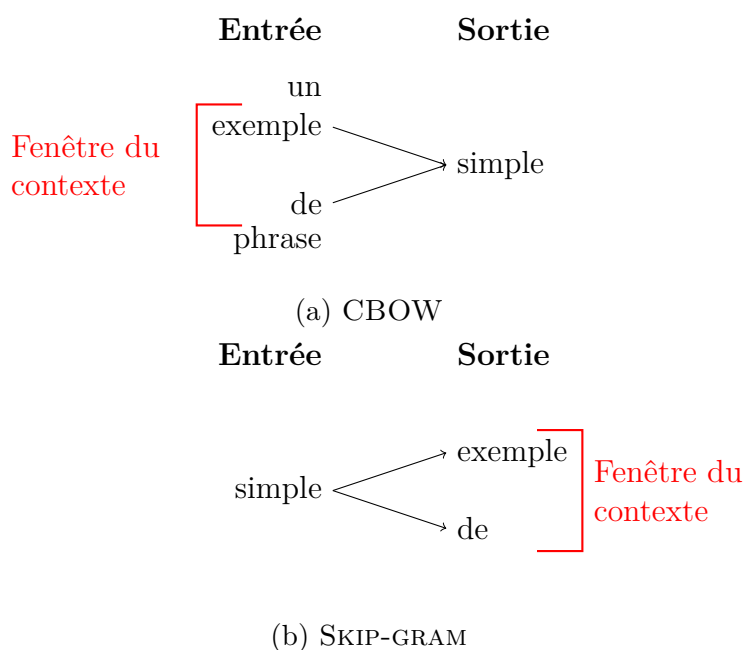 Entrée Sortie
un
exemple
Fenêtre du
contexte
simple
de
phrase
(a) CBOW
Entrée Sortie
exemple
simple
de
Fenêtre du
contexte
(b) SKIP-GRAM